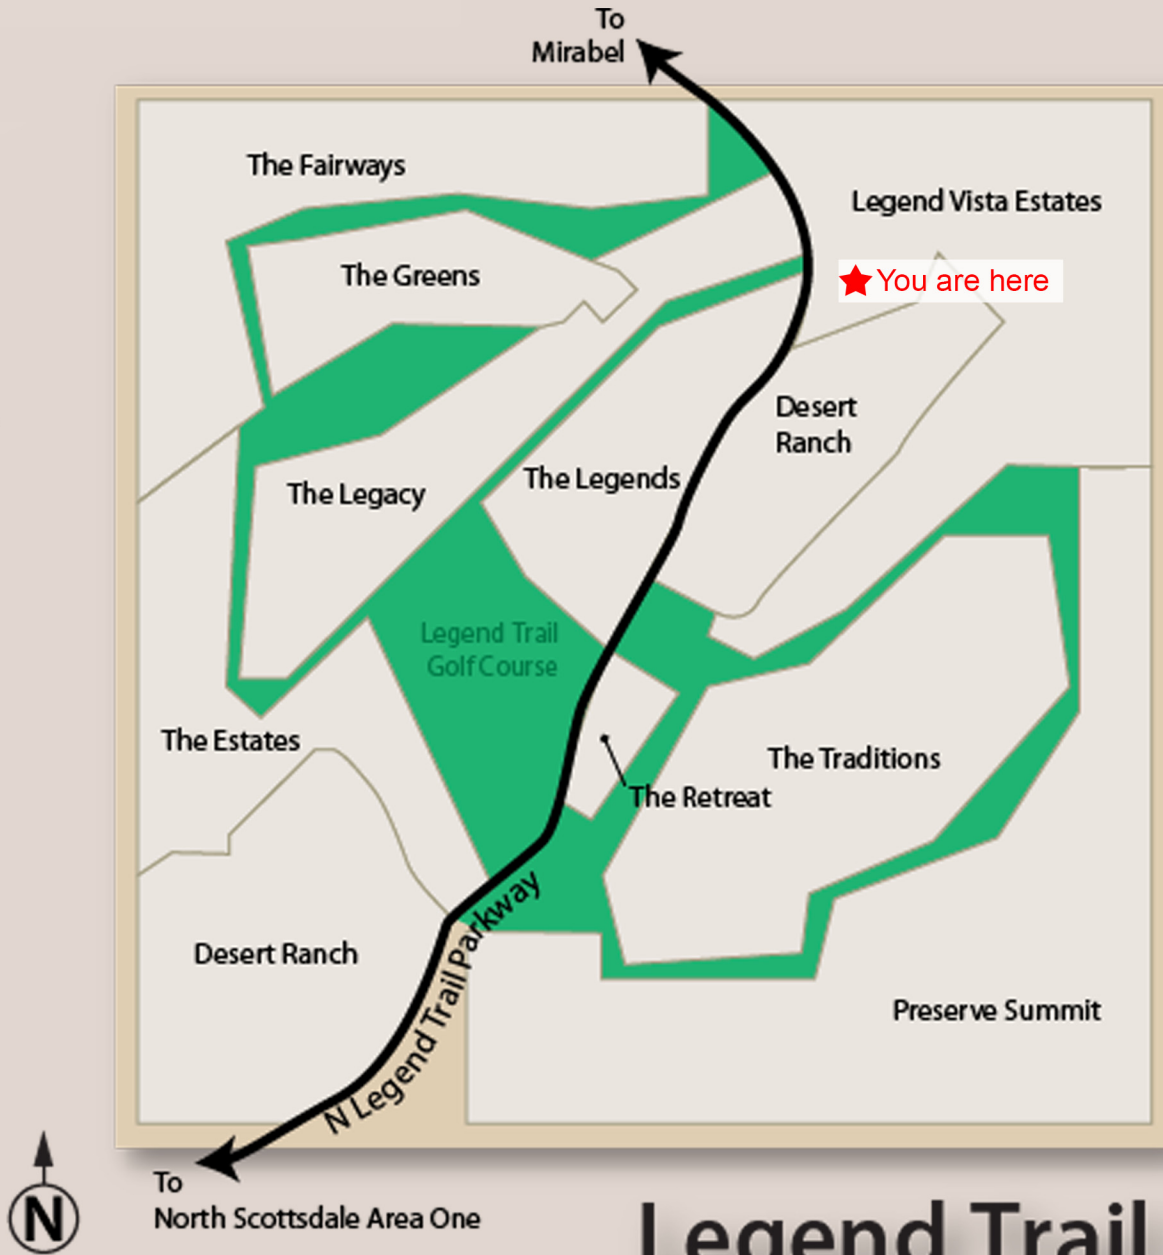 To
Mirabel
The Fairways
Legend Vista Estates
The Greens
You are here
Desert
Ranch
The Legends
The Legacy
Legend Trail
Golf Course
The Estates
The Traditions
The Retreat
N Legend Trail Parkway
Desert Ranch
Preserve Summit
N
To
North Scottsdale Area One
Legend Trail